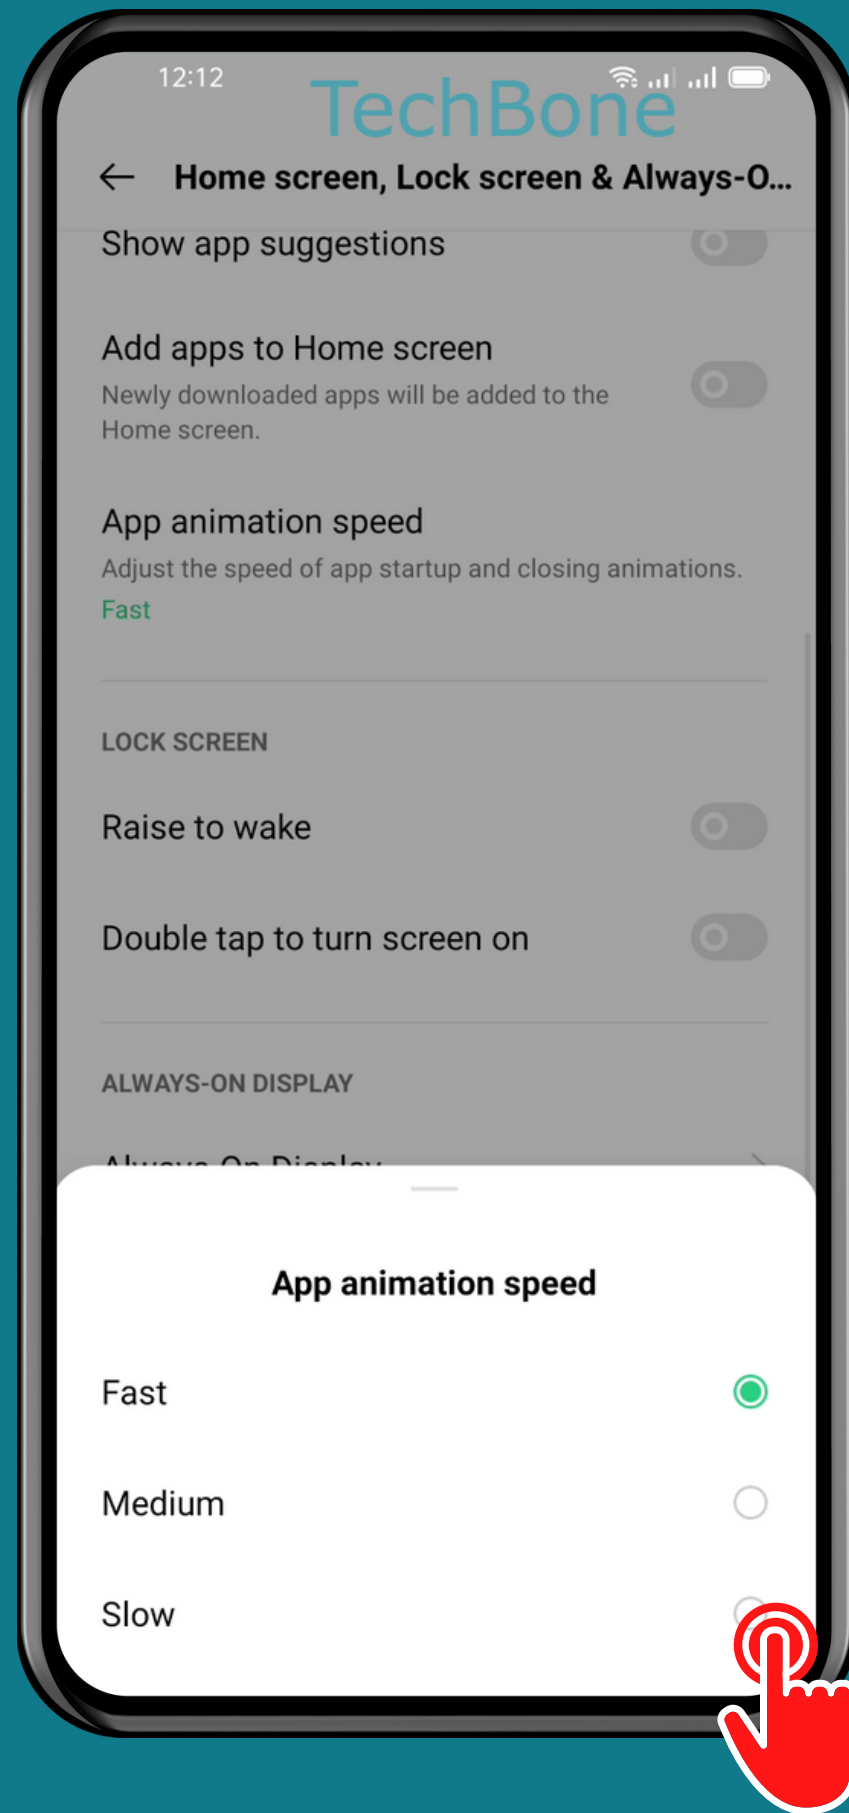 12:12
TechBone
Home screen, Lock screen & Always-O...
Show app suggestions
Add apps to Home screen
Newly downloaded apps will be added to the
Home screen.
App animation speed
Adjust the speed of app startup and closing animations.
Fast
LOCK SCREEN
Raise to wake
Double tap to turn screen on
ALWAYS-ON DISPLAY
Always-On Display
App animation speed
Fast
Medium
Slow